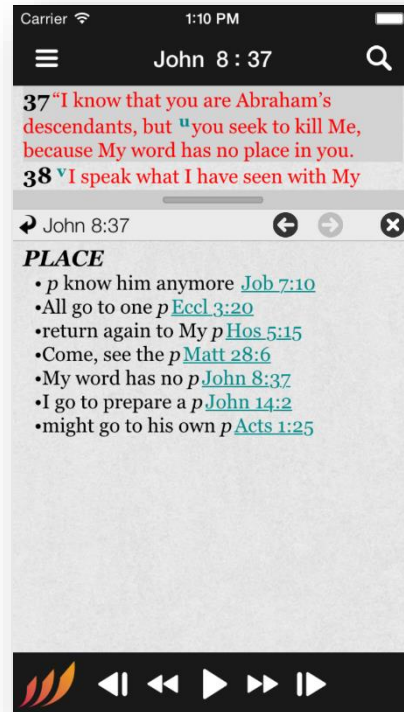 Carrier 1:10 PM
John 8 : 37
37 “I know that you are Abraham’s
descendants, but u you seek to kill Me,
because My word has no place in you.
38 v I speak what I have seen with My
John 8:37
PLACE
• p know him anymore Job 7:10
•All go to one p Eccl 3:20
•return again to My p Hos 5:15
•Come, see the p Matt 28:6
•My word has no p John 8:37
•I go to prepare a p John 14:2
•might go to his own p Acts 1:25